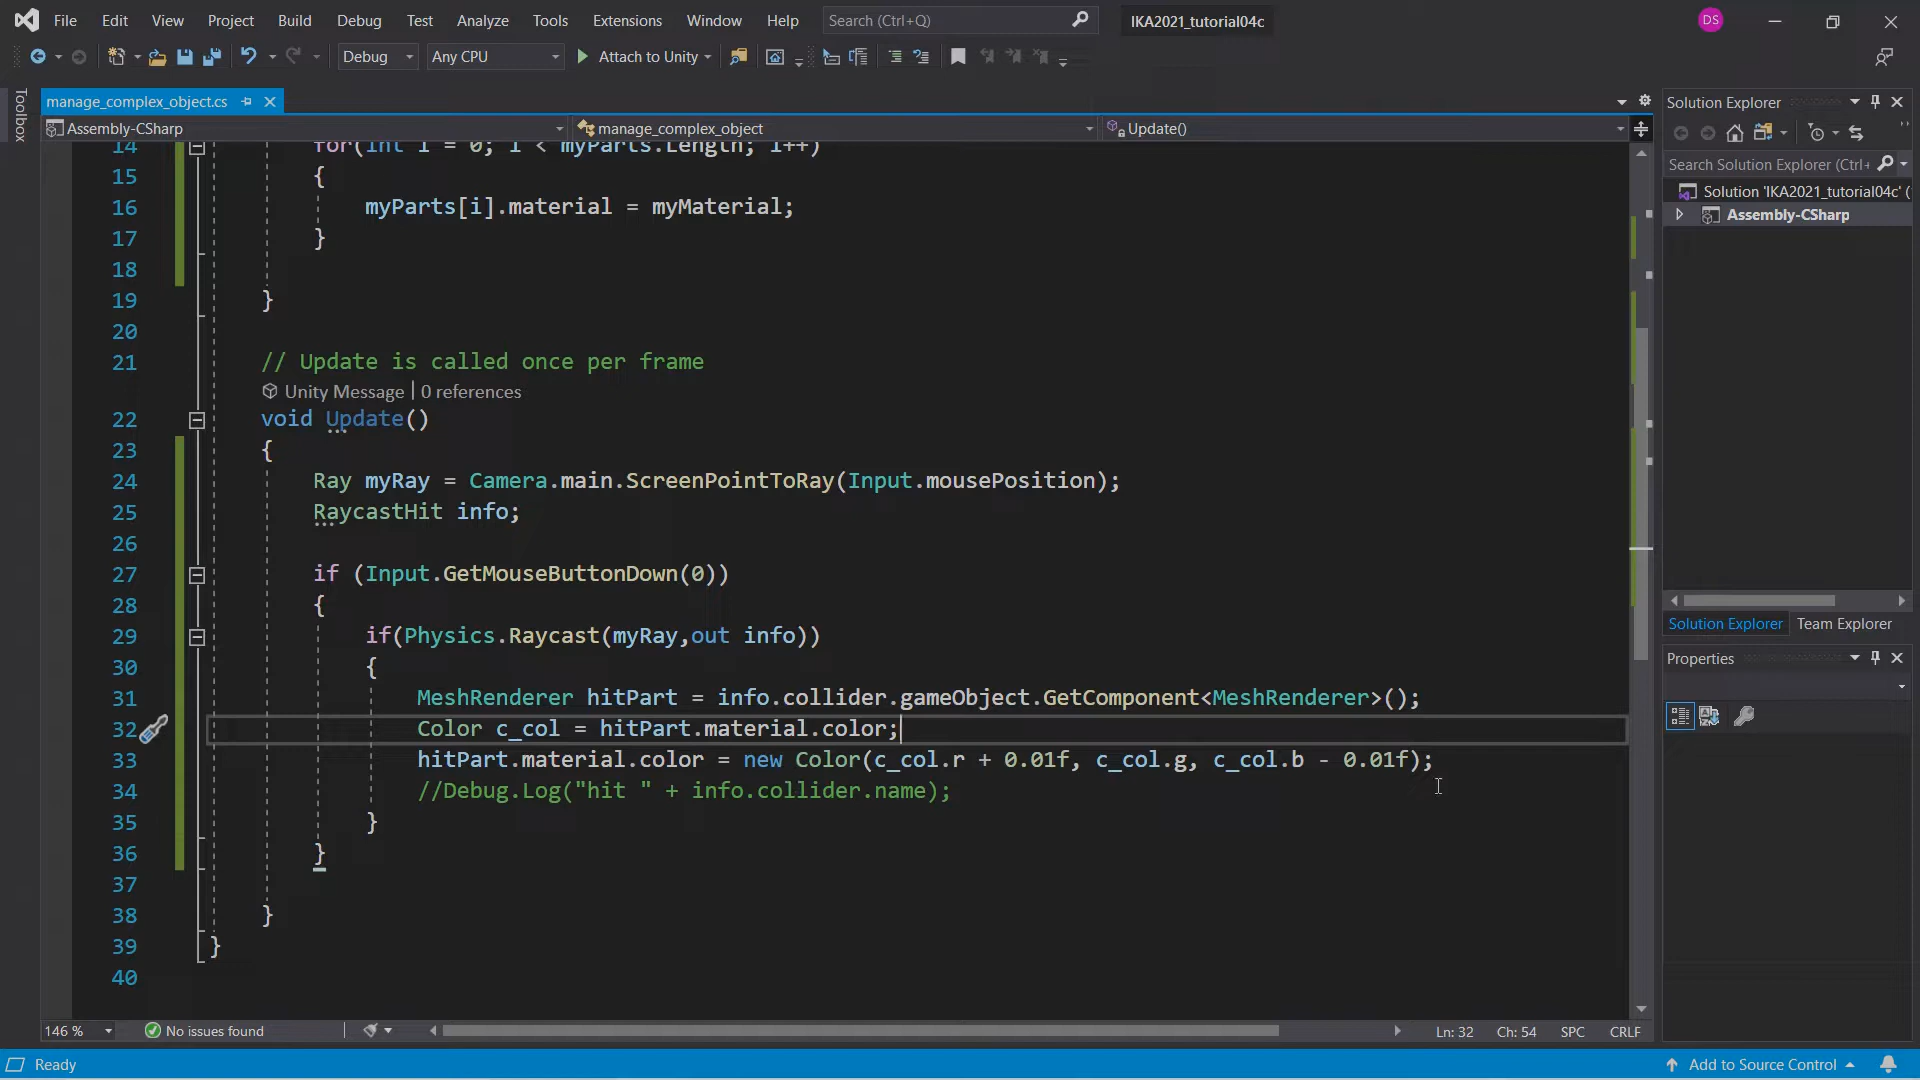 File Edit View Project Build Debug Test Analyze Tools Extensions Window Help Search (Ctrl+Q) IKA2021_tutorial04c DS
Debug Any CPU Attach to Unity
Toolbox
manage_complex_object.cs
Assembly-CSharp manage_complex_object Update()
14 for(int i = 0; i < myParts.Length; i++)
15 {
16 myParts[i].material = myMaterial;
17 }
18
19 }
20
21 // Update is called once per frame
Unity Message | 0 references
22 void Update()
23 {
24 Ray myRay = Camera.main.ScreenPointToRay(Input.mousePosition);
25 RaycastHit info;
26
27 if (Input.GetMouseButtonDown(0))
28 {
29 if(Physics.Raycast(myRay,out info))
30 {
31 MeshRenderer hitPart = info.collider.gameObject.GetComponent<MeshRenderer>();
32 Color c_col = hitPart.material.color;
33 hitPart.material.color = new Color(c_col.r + 0.01f, c_col.g, c_col.b - 0.01f);
34 //Debug.Log("hit " + info.collider.name);
35 }
36 }
37
38 }
39 }
40
146 % No issues found Ln: 32 Ch: 54 SPC CRLF
Ready Add to Source Control
Solution Explorer
Search Solution Explorer (Ctrl+
Solution 'IKA2021_tutorial04c' (
Assembly-CSharp
Solution Explorer Team Explorer
Properties